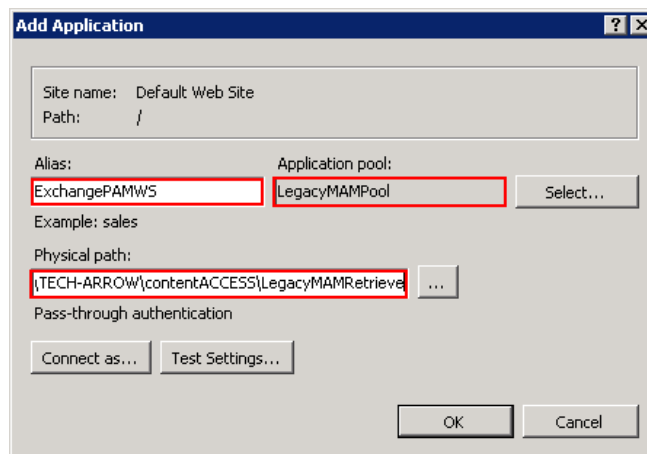 Add Application
Site name: Default Web Site
Path: /
Alias:
Application pool:
ExchangePAMWS
LegacyMAMPool
Select...
Example: sales
Physical path:
\TECH-ARROW\contentACCESS\LegacyMAMRetrieve
...
Pass-through authentication
Connect as...
Test Settings...
OK
Cancel